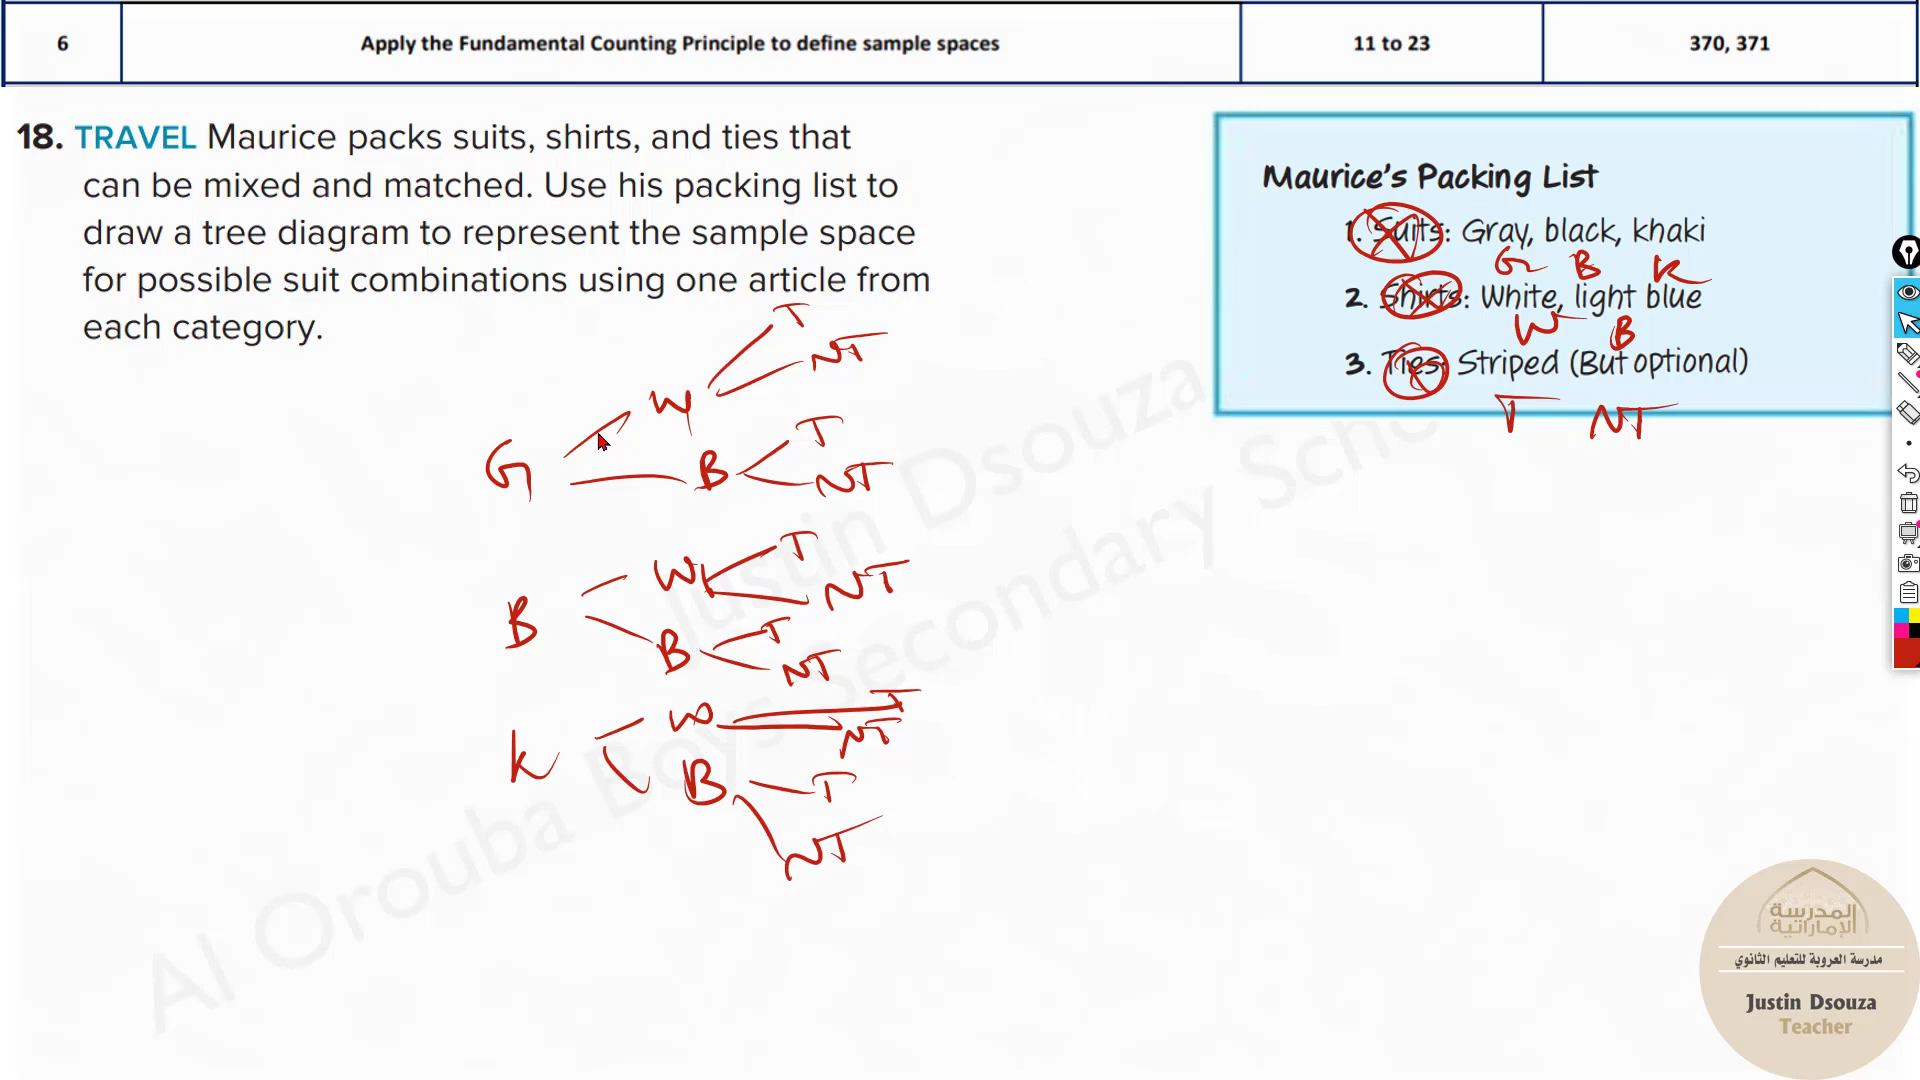 6 Apply the Fundamental Counting Principle to define sample spaces 11 to 23 370, 371
18. TRAVEL Maurice packs suits, shirts, and ties that
can be mixed and matched. Use his packing list to
draw a tree diagram to represent the sample space
for possible suit combinations using one article from
each category.
Maurice's Packing List
1. Suits: Gray, black, khaki
G B K
2. Shirts: White, light blue
W B
3. Ties: Striped (But optional)
T NT
T
NT
W
T
G B NT
T
W NT
B T
B NT
T
W NT
K B T
NT
Justin Dsouza
Al Orouba Boys Secondary School
المدرسة
الإماراتية
مدرسة العروبة للتعليم الثانوي
Justin Dsouza
Teacher